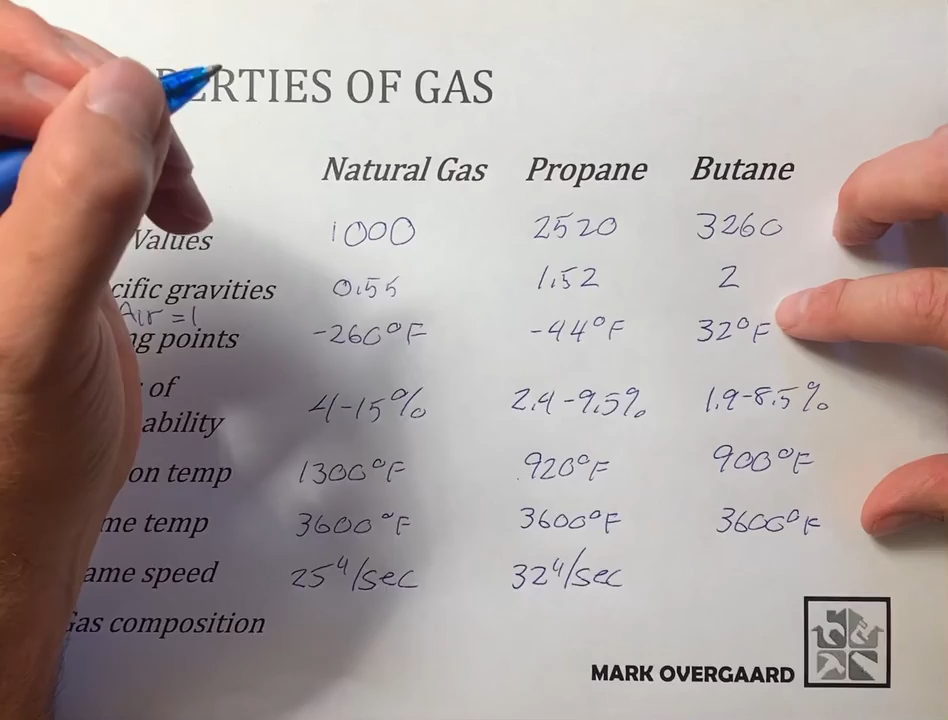 PERTIES OF GAS
Natural Gas Propane Butane
Values 1000 2520 3260
cific gravities 0.55 1.52 2
Air = 1
ng points -260°F -44°F 32°F
of
ability 4-15% 2.4-9.5% 1.9-8.5%
on temp 1300°F 920°F 900°F
me temp 3600°F 3600°F 3600°F
ame speed 25"/sec 32"/sec
Gas composition
MARK OVERGAARD